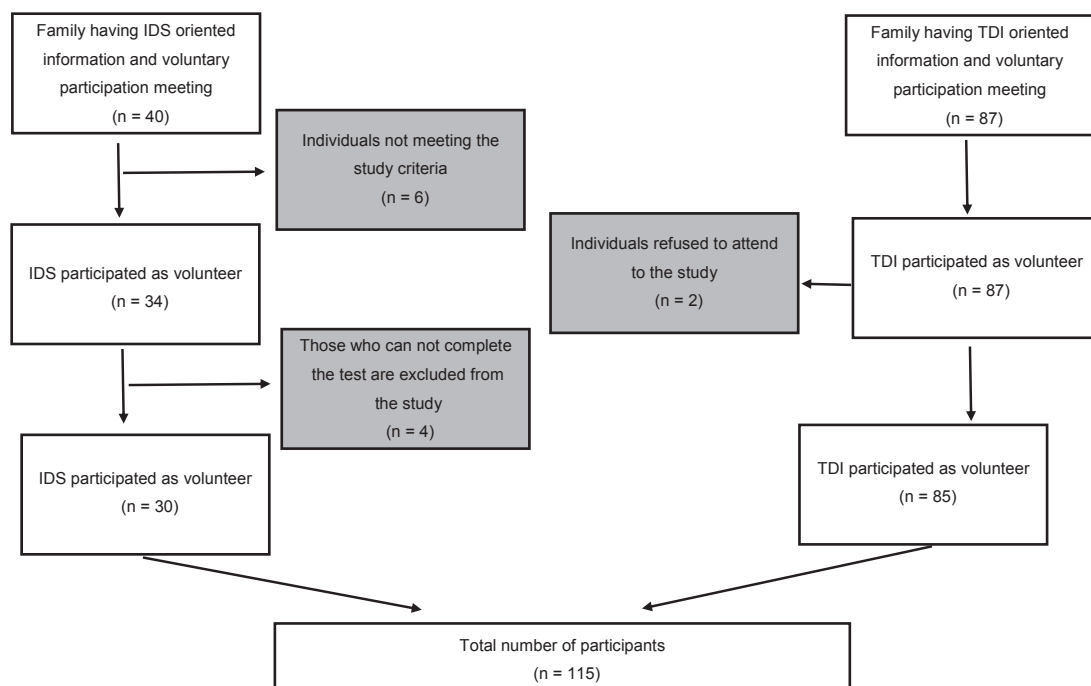 Family having IDS oriented
information and voluntary
participation meeting
(n = 40)
Family having TDI oriented
information and voluntary
participation meeting
(n = 87)
Individuals not meeting the
study criteria
(n = 6)
IDS participated as volunteer
(n = 34)
Individuals refused to attend
to the study
(n = 2)
TDI participated as volunteer
(n = 87)
Those who can not complete
the test are excluded from
the study
(n = 4)
IDS participated as volunteer
(n = 30)
TDI participated as volunteer
(n = 85)
Total number of participants
(n = 115)